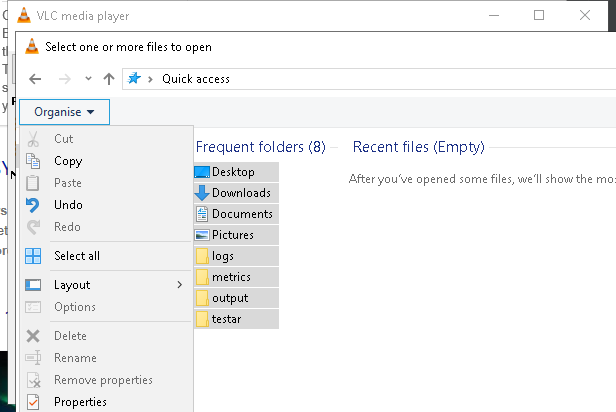 VLC media player
Select one or more files to open
Quick access
Organise
Cut
Copy
Paste
Undo
Redo
Select all
Layout
Options
Delete
Rename
Remove properties
Properties
Frequent folders (8)
Desktop
Downloads
Documents
Pictures
logs
metrics
output
testar
Recent files (Empty)
After you've opened some files, we'll show the mos